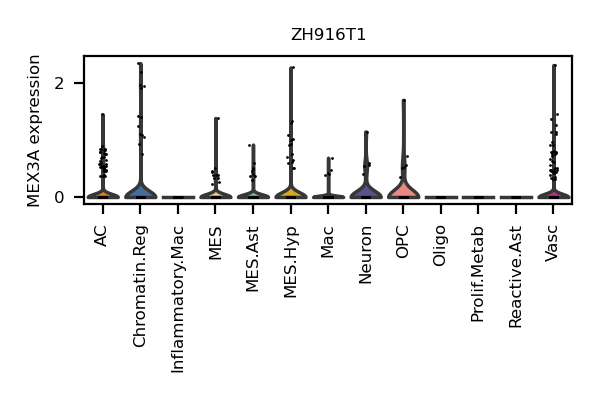 ZH916T1
MEX3A expression
2
0
AC
Chromatin.Reg
Inflammatory.Mac
MES
MES.Ast
MES.Hyp
Mac
Neuron
OPC
Oligo
Prolif.Metab
Reactive.Ast
Vasc